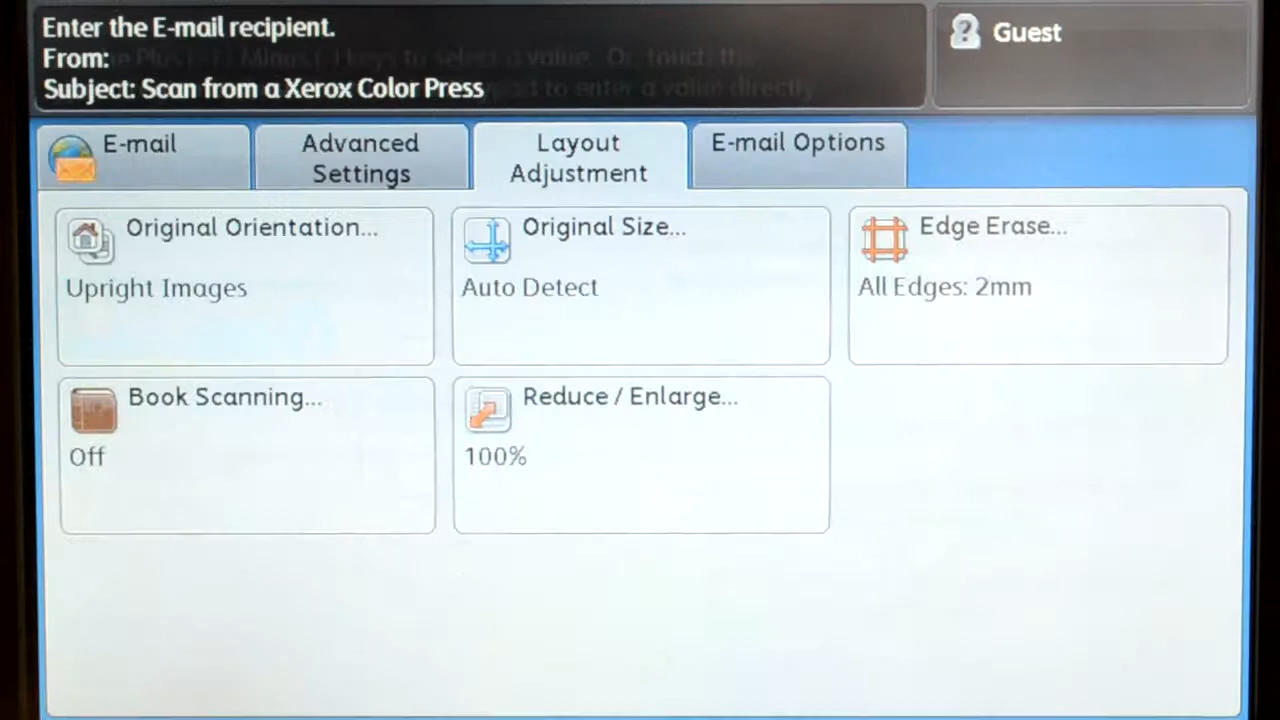 Enter the E-mail recipient.
From:
Subject: Scan from a Xerox Color Press
Guest
E-mail
Advanced
Settings
Layout
Adjustment
E-mail Options
Original Orientation...
Upright Images
Original Size...
Auto Detect
Edge Erase...
All Edges: 2mm
Book Scanning...
Off
Reduce / Enlarge...
100%